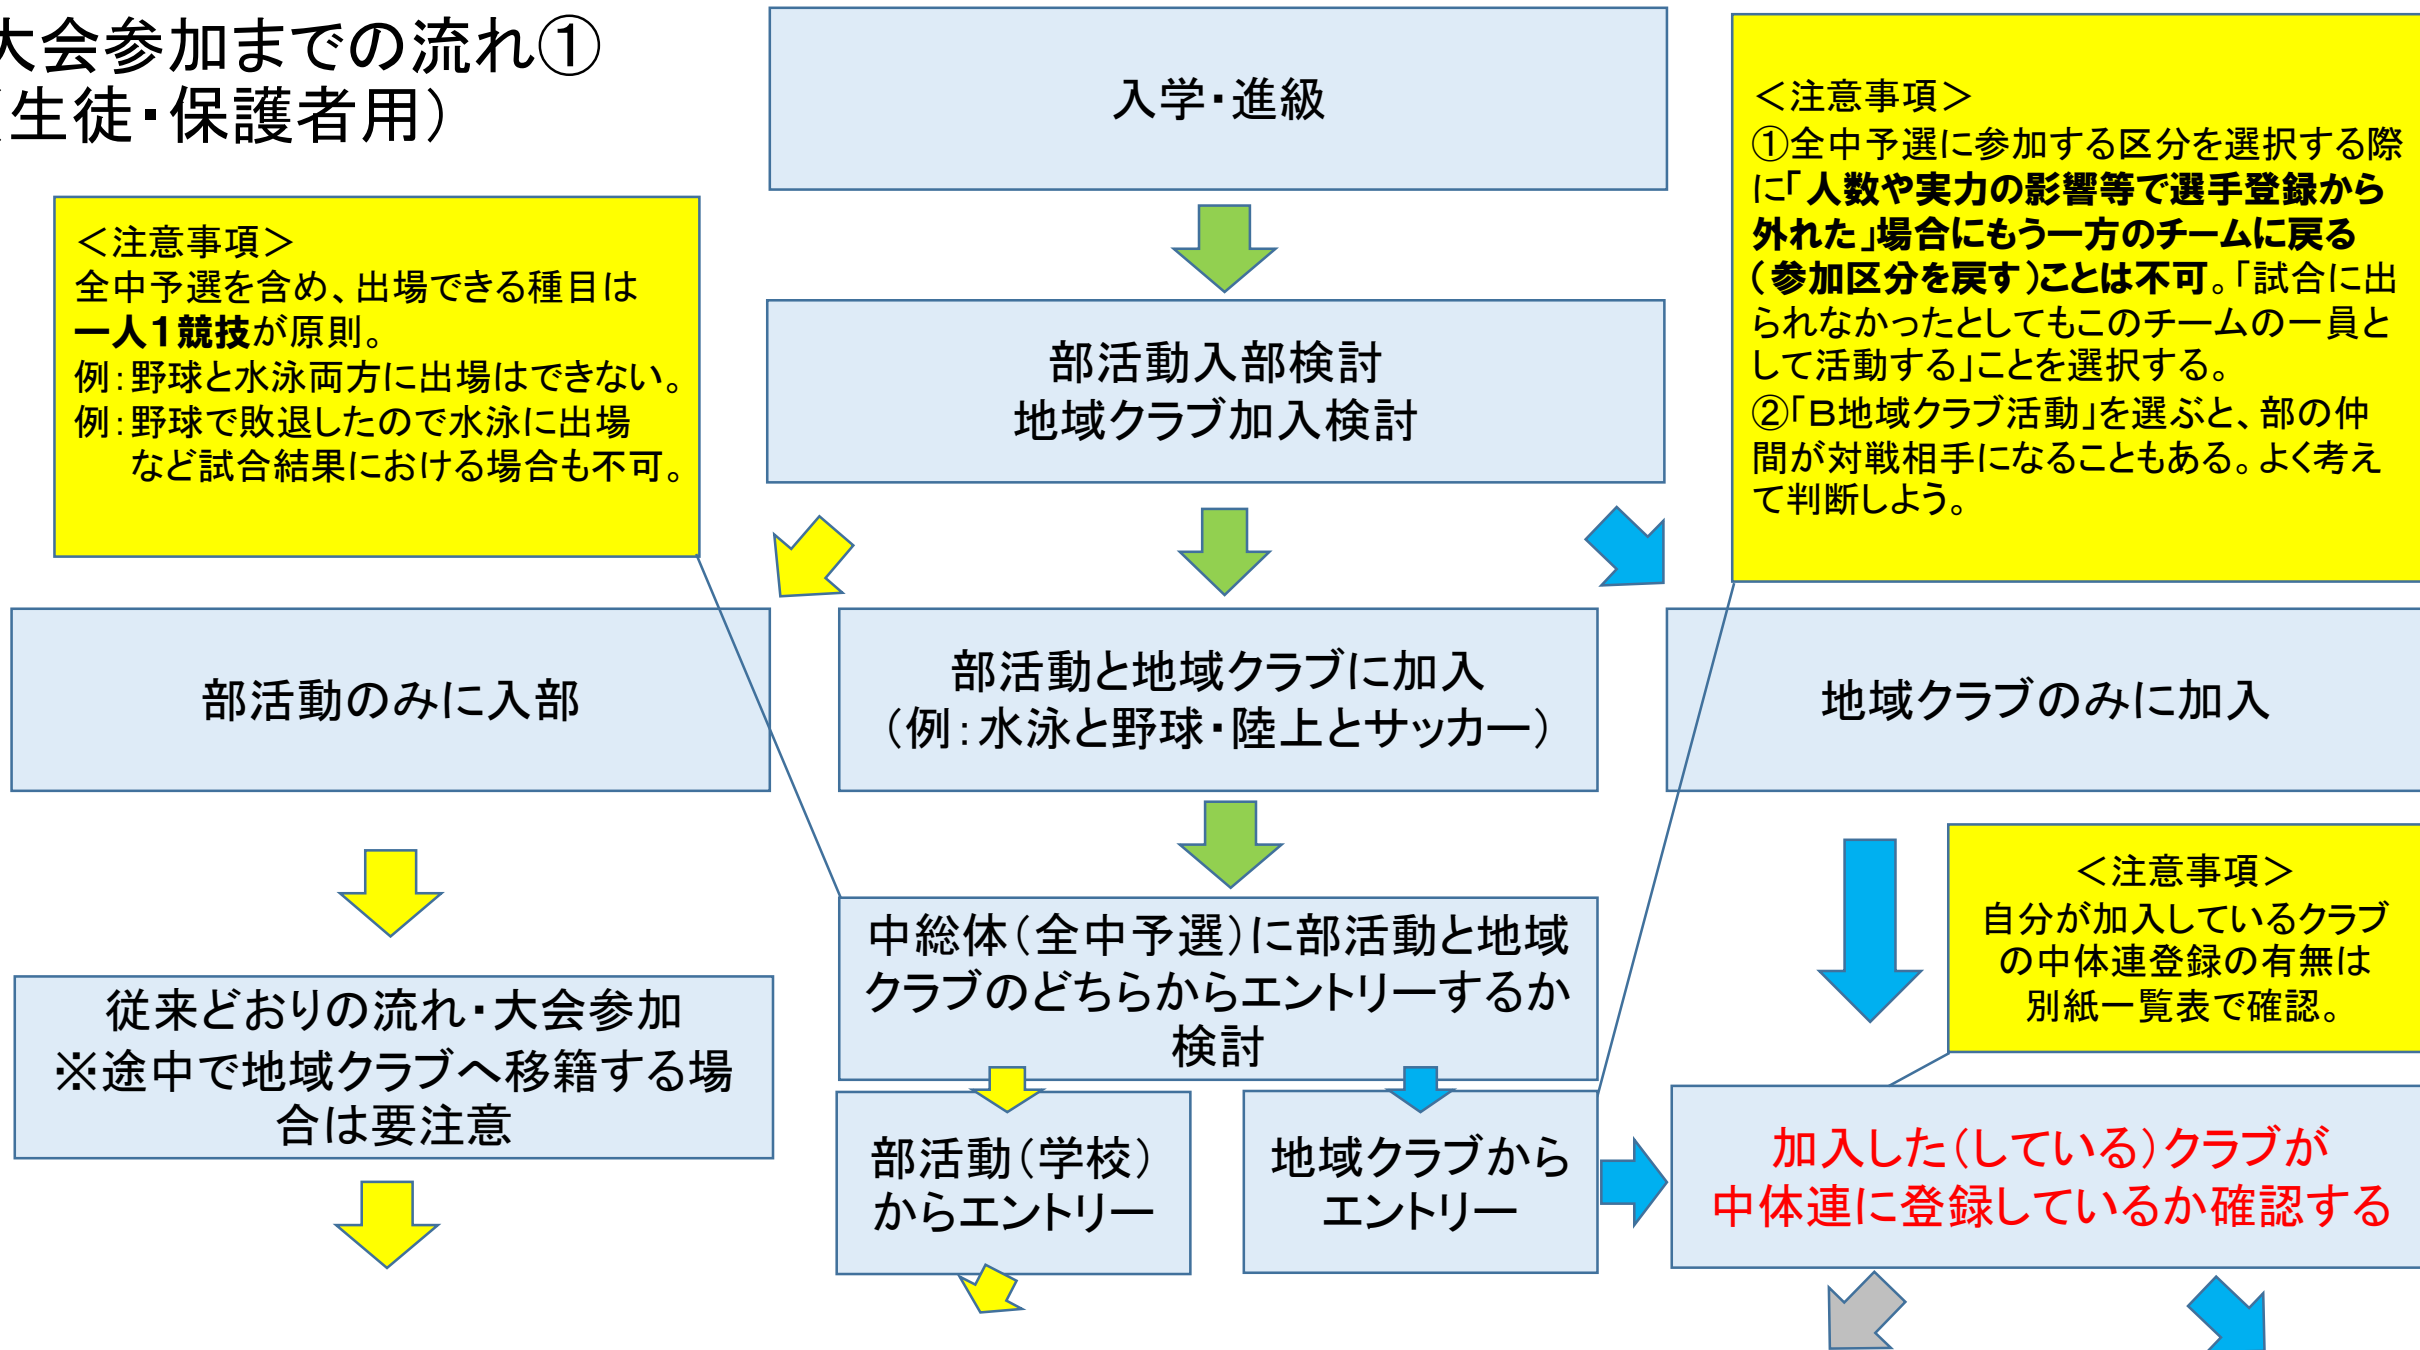 大会参加までの流れ①
（生徒・保護者用）
入学・進級
＜注意事項＞
全中予選を含め、出場できる種目は
一人1競技が原則。
例：野球と水泳両方に出場はできない。
例：野球で敗退したので水泳に出場
など試合結果における場合も不可。
＜注意事項＞
①全中予選に参加する区分を選択する際
に「人数や実力の影響等で選手登録から
外れた」場合にもう一方のチームに戻る
（参加区分を戻す）ことは不可。「試合に出
られなかったとしてもこのチームの一員と
して活動する」ことを選択する。
②「B地域クラブ活動」を選ぶと、部の仲
間が対戦相手になることもある。よく考え
て判断しよう。
部活動入部検討
地域クラブ加入検討
部活動のみに入部
部活動と地域クラブに加入
（例：水泳と野球・陸上とサッカー）
地域クラブのみに加入
従来どおりの流れ・大会参加
※途中で地域クラブへ移籍する場
合は要注意
中総体（全中予選）に部活動と地域
クラブのどちらからエントリーするか
検討
＜注意事項＞
自分が加入しているクラブ
の中体連登録の有無は
別紙一覧表で確認。
部活動（学校）
からエントリー
地域クラブから
エントリー
加入した（している）クラブが
中体連に登録しているか確認する